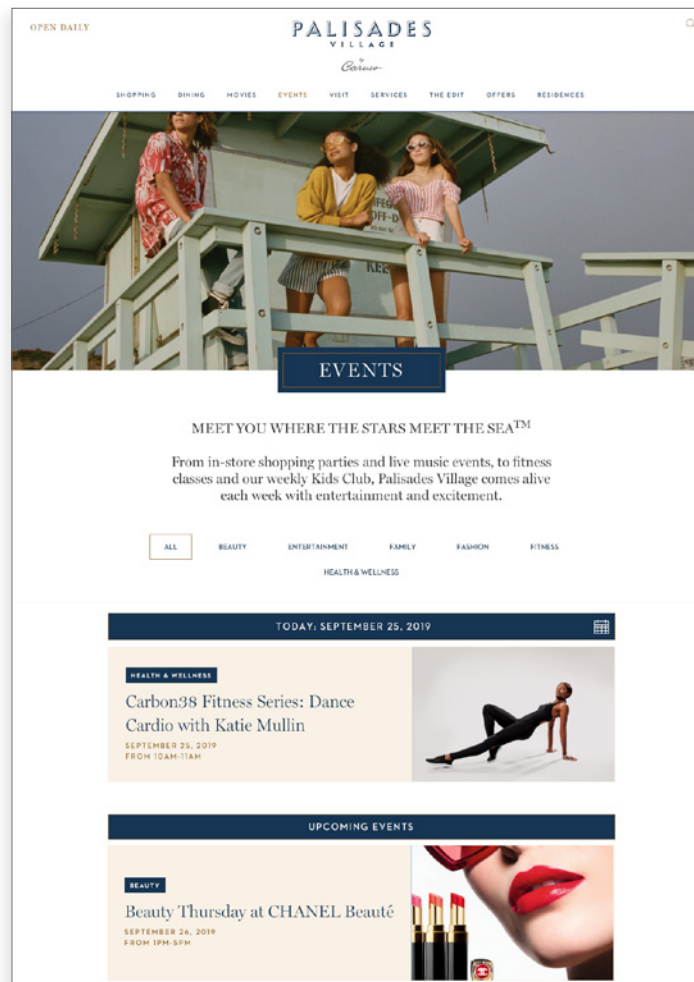 OPEN DAILY
PALISADES
VILLAGE
by
Caruso
SHOPPING DINING MOVIES EVENTS VISIT SERVICES THE EDIT OFFERS RESIDENCES
OFF-D
KEE
EVENTS
MEET YOU WHERE THE STARS MEET THE SEA™
From in-store shopping parties and live music events, to fitness
classes and our weekly Kids Club, Palisades Village comes alive
each week with entertainment and excitement.
ALL BEAUTY ENTERTAINMENT FAMILY FASHION FITNESS
HEALTH & WELLNESS
TODAY: SEPTEMBER 25, 2019
HEALTH & WELLNESS
Carbon38 Fitness Series: Dance
Cardio with Katie Mullin
SEPTEMBER 25, 2019
FROM 10AM-11AM
UPCOMING EVENTS
BEAUTY
Beauty Thursday at CHANEL Beauté
SEPTEMBER 26, 2019
FROM 1PM-5PM